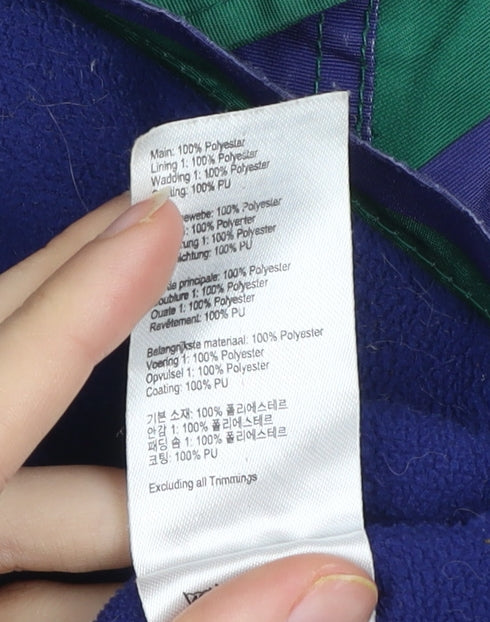 Main: 100% Polyester
Lining 1: 100% Polyester
Wadding 1: 100% Polyester
100% PU
100% Polyester
100% Polyerter
1: 100% Polyester
100% PU
principale: 100% Polyester
Doublure 1: 100% Polyester
Ouate 1: 100% Polyester
Revêtement: 100% PU
Belangrijkste materiaal: 100% Polyester
Voering 1: 100% Polyester
Opvulsel 1: 100% Polyester
Coating: 100% PU
기본 소재: 100% 폴리에스테르
안감 1: 100% 폴리에스테르
패딩 솜 1: 100% 폴리에스테르
코팅: 100% PU
Excluding all Trimmings